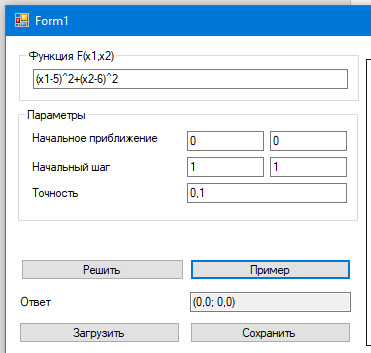 Form1
Функция F(x1,x2)
(x1-5)^2+(x2-6)^2
Параметры
Начальное приближение 0 0
Начальный шаг 1 1
Точность 0,1
Решить Пример
Ответ (0,0; 0,0)
Загрузить Сохранить